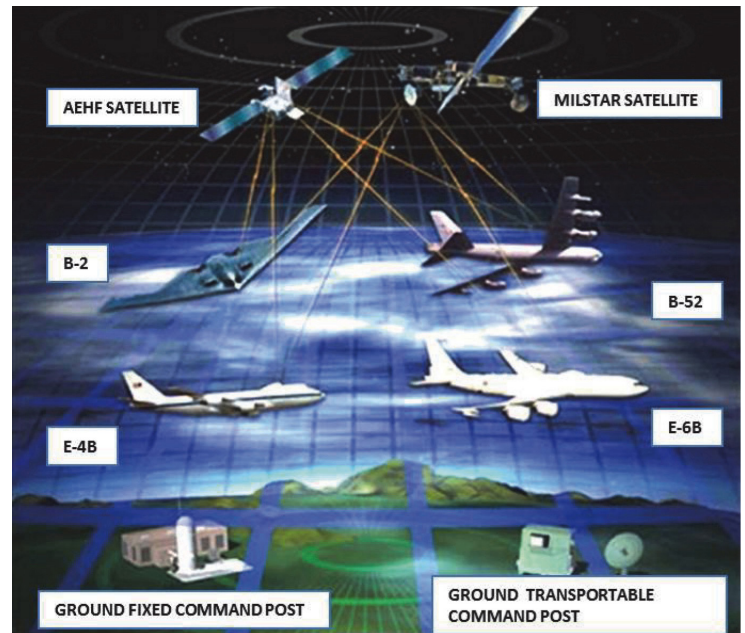 AEHF SATELLITE
MILSTAR SATELLITE
B-2
B-52
E-4B
E-6B
GROUND FIXED COMMAND POST
GROUND TRANSPORTABLE
COMMAND POST